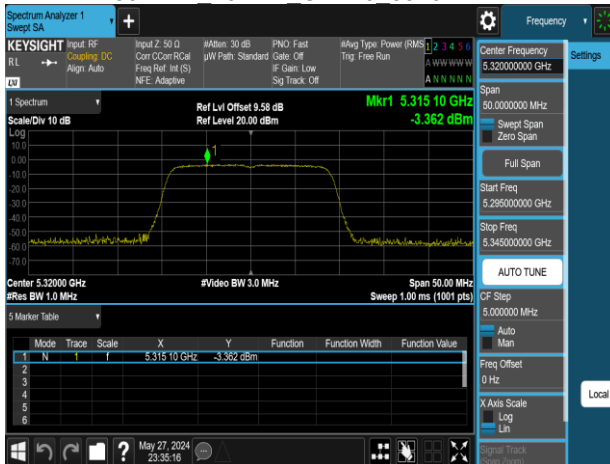 Spectrum Analyzer 1
Swept SA
+
Frequency
KEYSIGHT
RL
LXI
Input: RF
Coupling: DC
Align: Auto
Input Z: 50 Ω
Corr CCorr RCal
Freq Ref: Int (S)
NFE: Adaptive
#Atten: 30 dB
µW Path: Standard
PNO: Fast
Gate: Off
IF Gain: Low
Sig Track: Off
#Avg Type: Power (RMS
Trig: Free Run
1 2 3 4 5 6
A W W W W W
A N N N N N
1 Spectrum
Scale/Div 10 dB
Ref Lvl Offset 9.58 dB
Ref Level 20.00 dBm
Mkr1 5.315 10 GHz
-3.362 dBm
Log
10.0
0.00
-10.0
-20.0
-30.0
-40.0
-50.0
-60.0
-70.0
1
Center 5.32000 GHz
#Res BW 1.0 MHz
#Video BW 3.0 MHz
Span 50.00 MHz
Sweep 1.00 ms (1001 pts)
5 Marker Table
Mode Trace Scale X Y Function Function Width Function Value
1 N 1 f 5.315 10 GHz -3.362 dBm
2
3
4
5
6
Center Frequency
5.320000000 GHz
Span
50.0000000 MHz
Swept Span
Zero Span
Full Span
Start Freq
5.295000000 GHz
Stop Freq
5.345000000 GHz
AUTO TUNE
CF Step
5.000000 MHz
Auto
Man
Freq Offset
0 Hz
X Axis Scale
Log
Lin
Signal Track
(Span Zoom)
Settings
Local
?
May 27, 2024
23:35:16